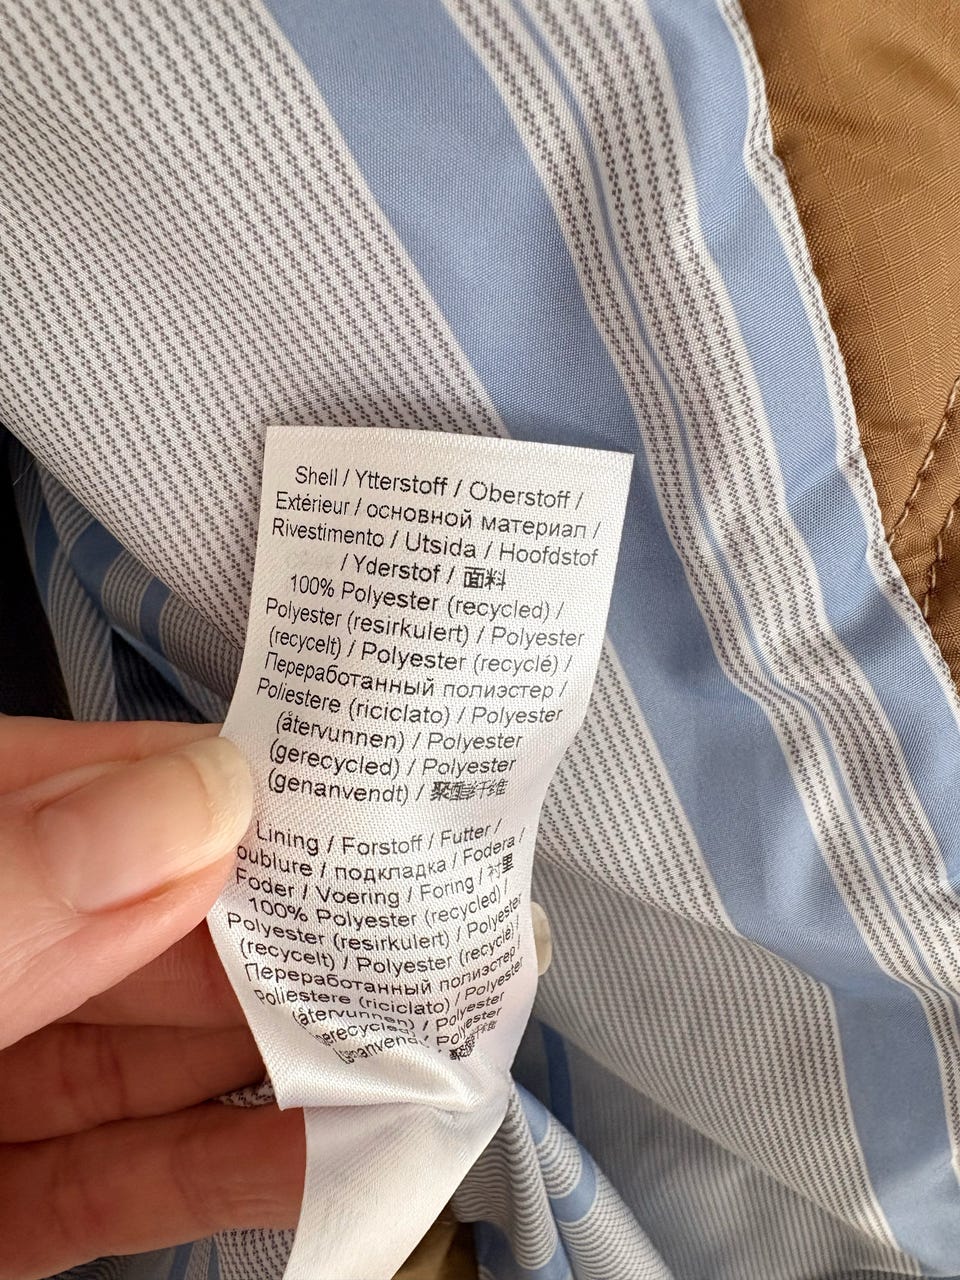 Shell / Ytterstoff / Oberstoff /
Extérieur / основной материал /
Rivestimento / Utsida / Hoofdstof
/ Yderstof / 面料
100% Polyester (recycled) /
Polyester (resirkulert) / Polyester
(recycelt) / Polyester (recyclé) /
Переработанный полиэстер /
Poliestere (riciclato) / Polyester
(återvunnen) / Polyester
(gerecycled) / Polyester
(genanvendt) / 聚酯纤维
Lining / Forstoff / Futter /
oublure / подкладка / Fodera /
Foder / Voering / Foring / 衬里
100% Polyester (recycled) /
Polyester (resirkulert) / Polyester
(recycelt) / Polyester (recyclé) /
Переработанный полиэстер /
Poliestere (riciclato) / Polyester
(återvunnen) / Polyester
erecycled) / Polyester